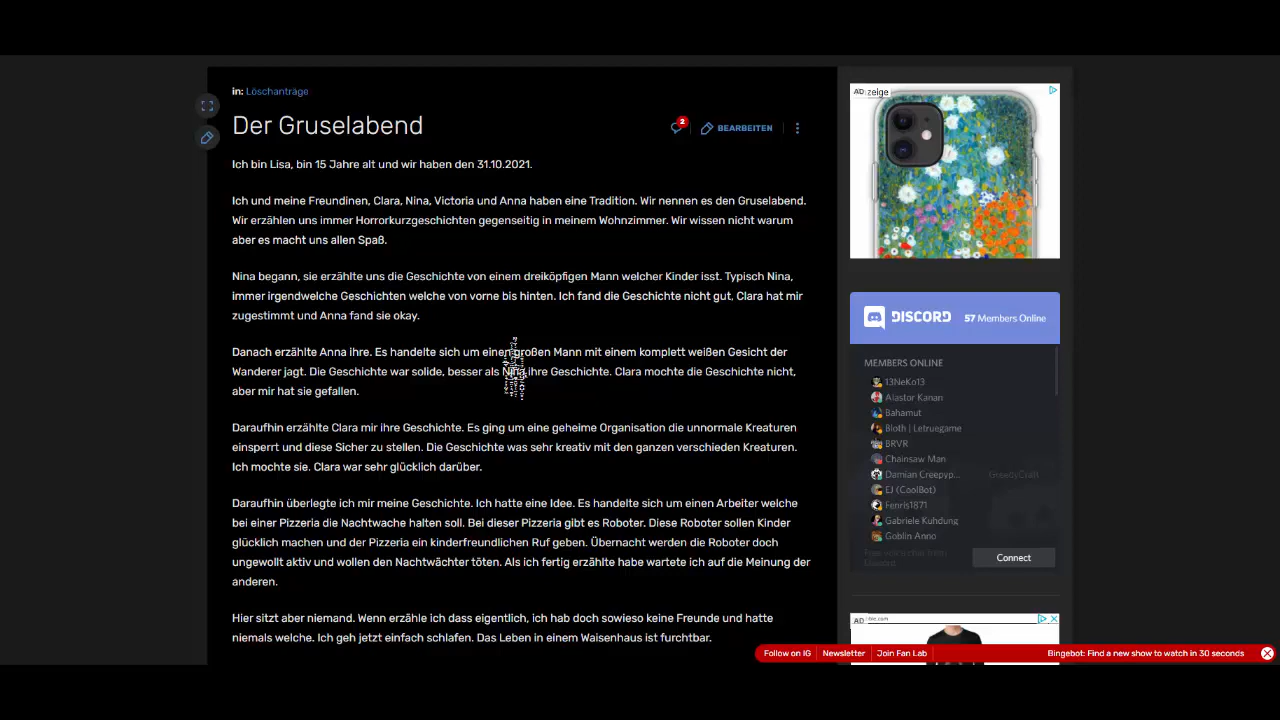 in: Löschanträge
Der Gruselabend
2
BEARBEITEN
Ich bin Lisa, bin 15 Jahre alt und wir haben den 31.10.2021.
Ich und meine Freundinen, Clara, Nina, Victoria und Anna haben eine Tradition. Wir nennen es den Gruselabend.
Wir erzählen uns immer Horrorkurzgeschichten gegenseitig in meinem Wohnzimmer. Wir wissen nicht warum
aber es macht uns allen Spaß.
Nina begann, sie erzählte uns die Geschichte von einem dreiköpfigen Mann welcher Kinder isst. Typisch Nina,
immer irgendwelche Geschichten welche von vorne bis hinten. Ich fand die Geschichte nicht gut, Clara hat mir
zugestimmt und Anna fand sie okay.
Danach erzählte Anna ihre. Es handelte sich um einen großen Mann mit einem komplett weißen Gesicht der
Wanderer jagt. Die Geschichte war solide, besser als Nina ihre Geschichte. Clara mochte die Geschichte nicht,
aber mir hat sie gefallen.
Daraufhin erzählte Clara mir ihre Geschichte. Es ging um eine geheime Organisation die unnormale Kreaturen
einsperrt und diese Sicher zu stellen. Die Geschichte was sehr kreativ mit den ganzen verschieden Kreaturen.
Ich mochte sie. Clara war sehr glücklich darüber.
Daraufhin überlegte ich mir meine Geschichte. Ich hatte eine Idee. Es handelte sich um einen Arbeiter welche
bei einer Pizzeria die Nachtwache halten soll. Bei dieser Pizzeria gibt es Roboter. Diese Roboter sollen Kinder
glücklich machen und der Pizzeria ein kinderfreundlichen Ruf geben. Übernacht werden die Roboter doch
ungewollt aktiv und wollen den Nachtwächter töten. Als ich fertig erzählte habe wartete ich auf die Meinung der
anderen.
Hier sitzt aber niemand. Wenn erzähle ich dass eigentlich, ich hab doch sowieso keine Freunde und hatte
niemals welche. Ich geh jetzt einfach schlafen. Das Leben in einem Waisenhaus ist furchtbar.
AD zeige
DISCORD 57 Members Online
MEMBERS ONLINE
13NeKo13
Alastor Kanan
Bahamut
Bloth | Letruegame
BRVR
Chainsaw Man
Damian Creepyp... GreedyCraft
EJ (CoolBot)
Fenris1871
Gabriele Kuhdung
Goblin Anno
Connect
AD
Follow on IG
Newsletter
Join Fan Lab
Bingebot: Find a new show to watch in 30 seconds